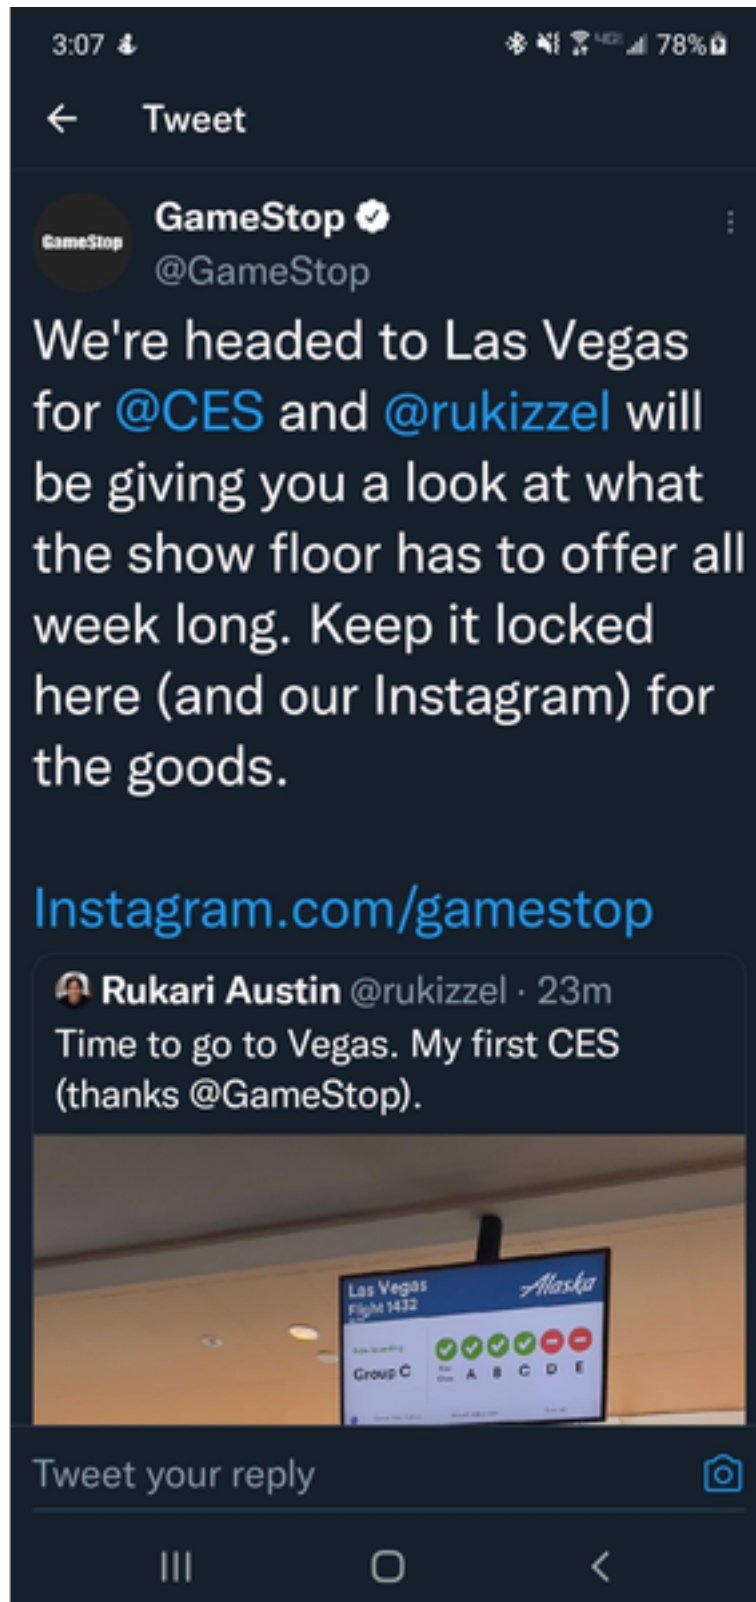 3:07
78%
Tweet
GameStop
GameStop
@GameStop
We're headed to Las Vegas
for @CES and @rukizzel will
be giving you a look at what
the show floor has to offer all
week long. Keep it locked
here (and our Instagram) for
the goods.
Instagram.com/gamestop
Rukari Austin @rukizzel · 23m
Time to go to Vegas. My first CES
(thanks @GameStop).
Las Vegas
Alaska
Flight 1432
Group C
A B C D E
Tweet your reply